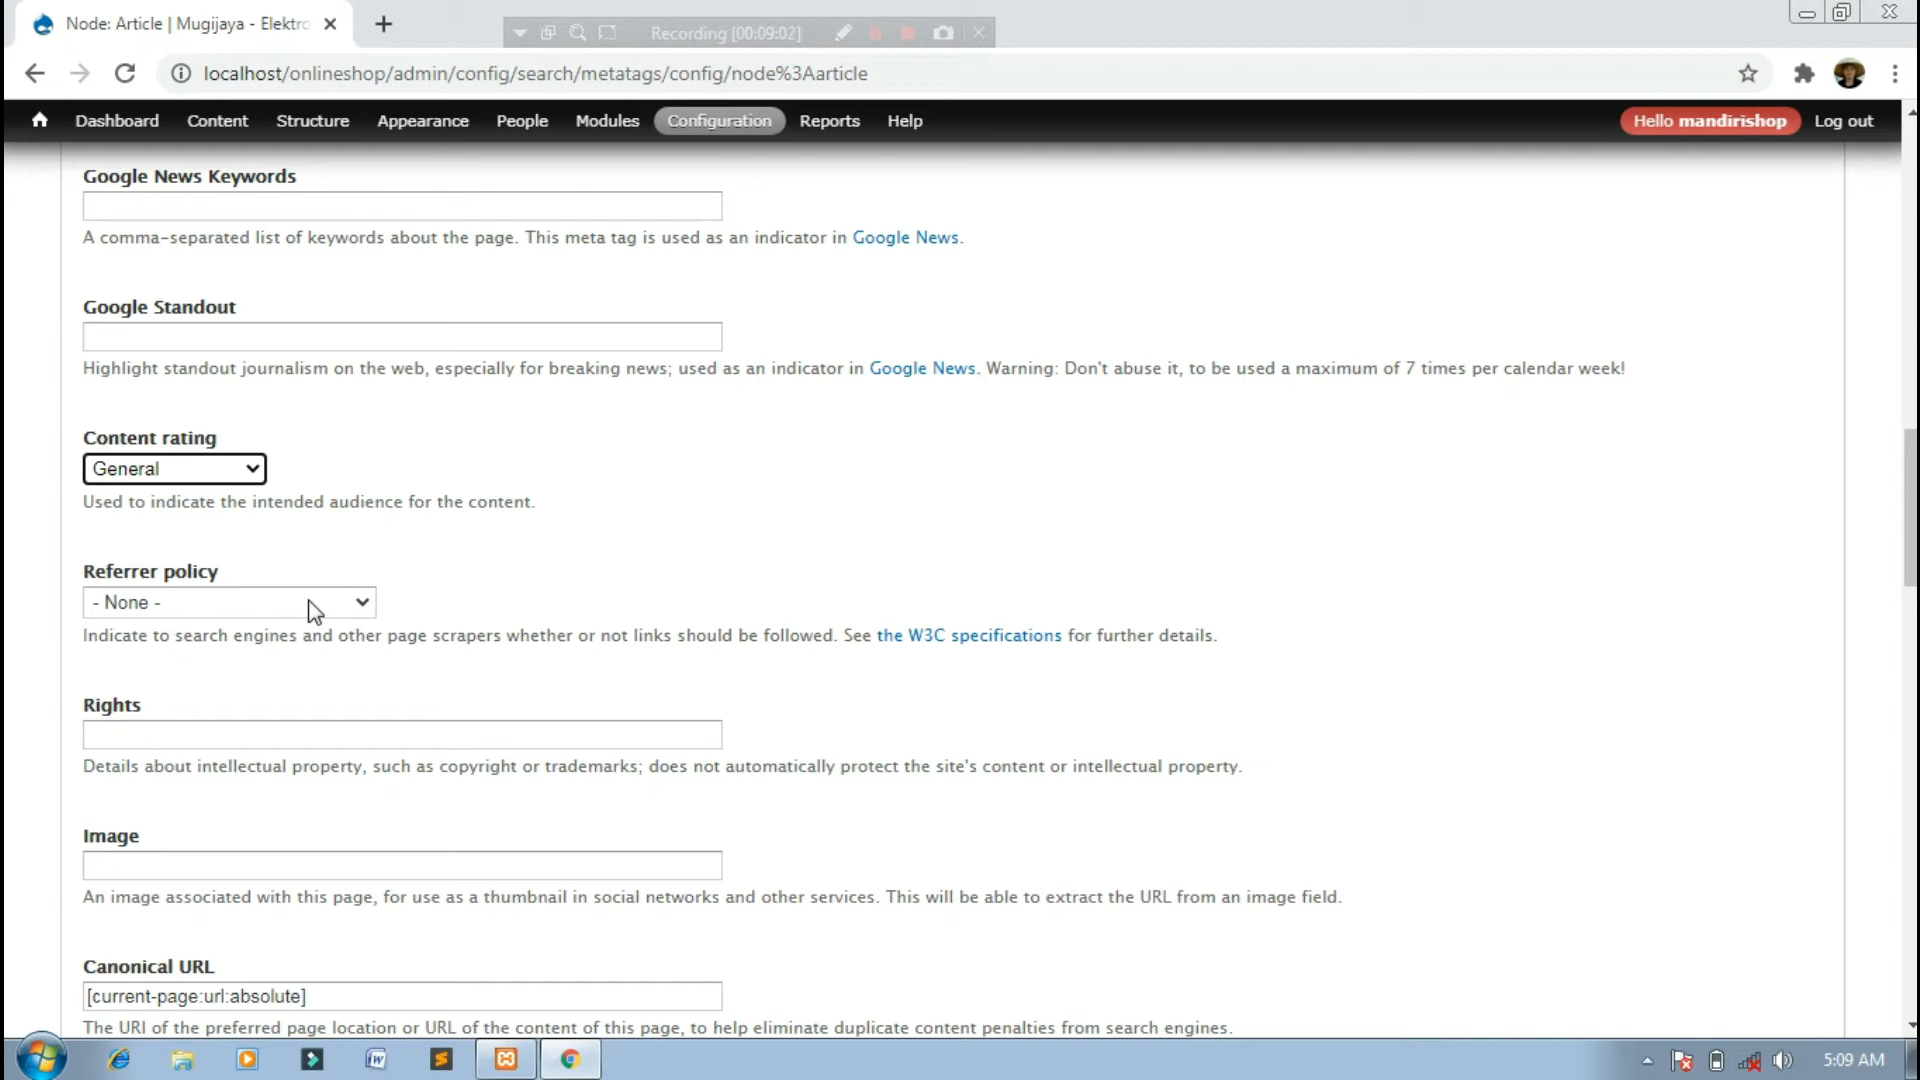 Node: Article | Mugijaya - Elektro
Recording [00:09:02]
localhost/onlineshop/admin/config/search/metatags/config/node%3Aarticle
Dashboard Content Structure Appearance People Modules Configuration Reports Help Hello mandirishop Log out
Google News Keywords
A comma-separated list of keywords about the page. This meta tag is used as an indicator in Google News.
Google Standout
Highlight standout journalism on the web, especially for breaking news; used as an indicator in Google News. Warning: Don't abuse it, to be used a maximum of 7 times per calendar week!
Content rating
General
Used to indicate the intended audience for the content.
Referrer policy
- None -
Indicate to search engines and other page scrapers whether or not links should be followed. See the W3C specifications for further details.
Rights
Details about intellectual property, such as copyright or trademarks; does not automatically protect the site's content or intellectual property.
Image
An image associated with this page, for use as a thumbnail in social networks and other services. This will be able to extract the URL from an image field.
Canonical URL
[current-page:url:absolute]
The URI of the preferred page location or URL of the content of this page, to help eliminate duplicate content penalties from search engines.
5:09 AM